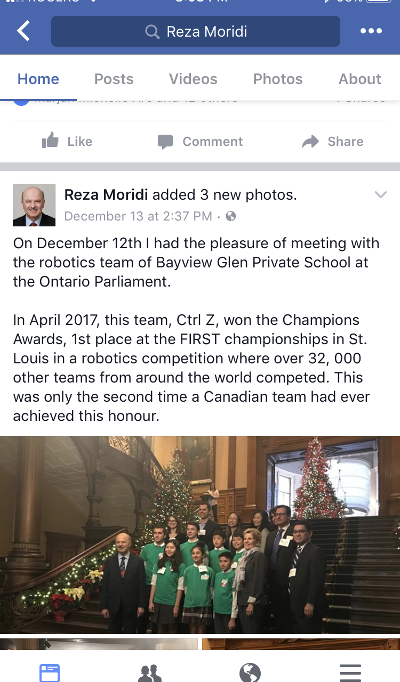 Reza Moridi
Home Posts Videos Photos About
Like Comment Share
Reza Moridi added 3 new photos.
December 13 at 2:37 PM ·
On December 12th I had the pleasure of meeting with
the robotics team of Bayview Glen Private School at
the Ontario Parliament.
In April 2017, this team, Ctrl Z, won the Champions
Awards, 1st place at the FIRST championships in St.
Louis in a robotics competition where over 32, 000
other teams from around the world competed. This
was only the second time a Canadian team had ever
achieved this honour.